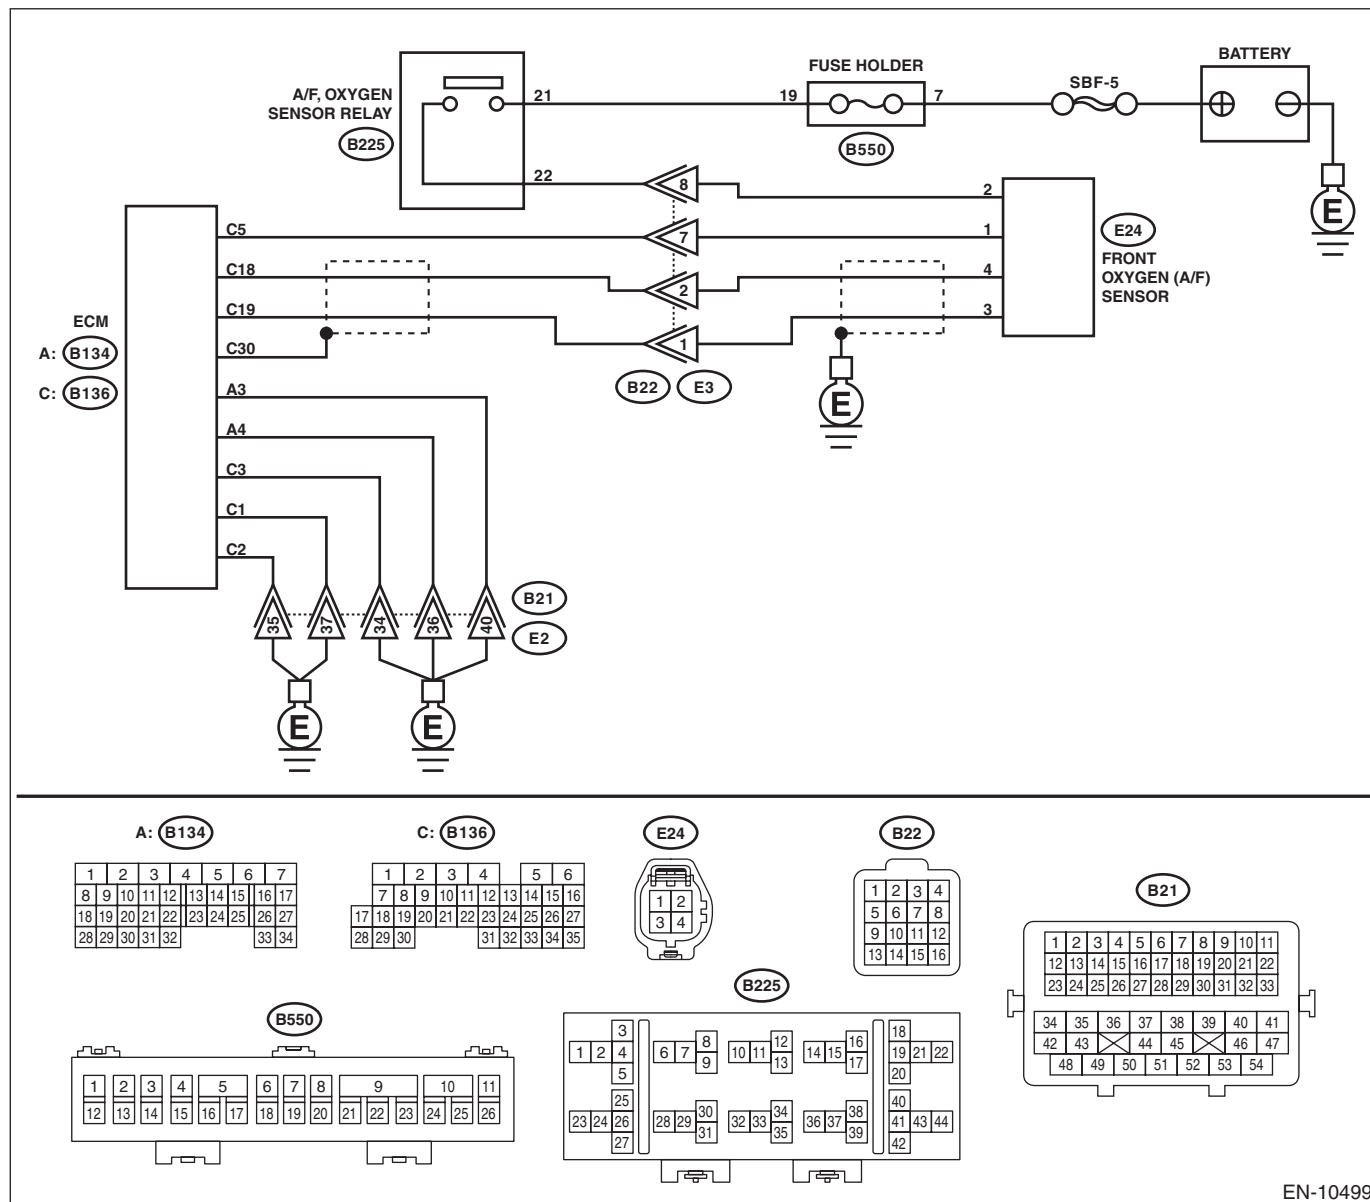 BATTERY
FUSE HOLDER
SBF-5
A/F, OXYGEN
SENSOR RELAY
B225
21
19
7
B550
22
8
2
C5
7
1
E24
FRONT
OXYGEN (A/F)
SENSOR
E
C18
2
4
C19
1
3
ECM
A: B134
C: B136
C30
B22 E3
E
A3
A4
C3
C1
C2
35 37 34 36 40
B21
E2
E E
A: B134
1 2 3 4 5 6 7
8 9 10 11 12 13 14 15 16 17
18 19 20 21 22 23 24 25 26 27
28 29 30 31 32 33 34
C: B136
1 2 3 4 5 6
7 8 9 10 11 12 13 14 15 16
17 18 19 20 21 22 23 24 25 26 27
28 29 30 31 32 33 34 35
E24
1 2
3 4
B22
1 2 3 4
5 6 7 8
9 10 11 12
13 14 15 16
B21
1 2 3 4 5 6 7 8 9 10 11
12 13 14 15 16 17 18 19 20 21 22
23 24 25 26 27 28 29 30 31 32 33
34 35 36 37 38 39 40 41
42 43 44 45 46 47
48 49 50 51 52 53 54
B550
1 2 3 4 5 6 7 8 9 10 11
12 13 14 15 16 17 18 19 20 21 22 23 24 25 26
B225
3 8 12 16 18
1 2 4 6 7 10 11 14 15 19 21 22
5 9 13 17 20
25 30 34 38 40
23 24 26 28 29 32 33 36 37 41 43 44
27 31 35 39 42
EN-10499